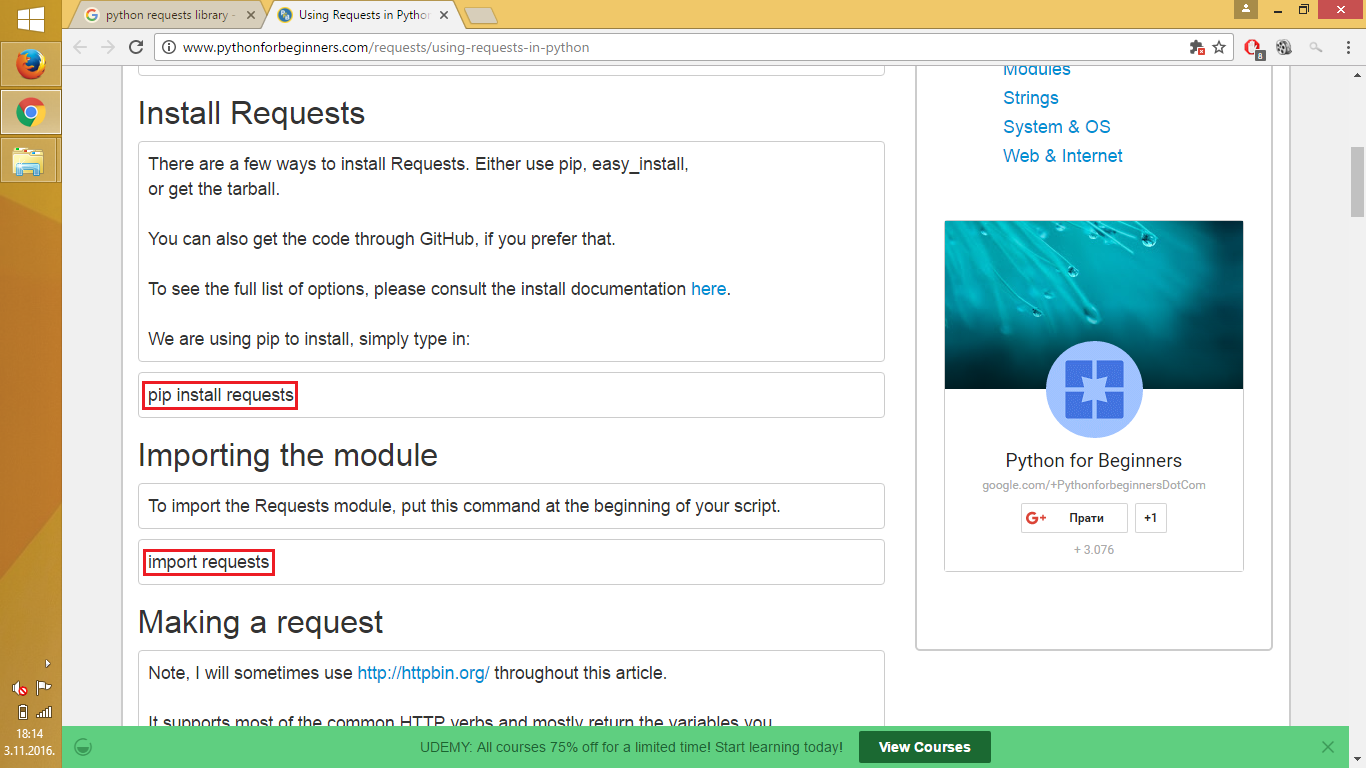 python requests library -
Using Requests in Python
www.pythonforbeginners.com/requests/using-requests-in-python
8
Install Requests
There are a few ways to install Requests. Either use pip, easy_install,
or get the tarball.
You can also get the code through GitHub, if you prefer that.
To see the full list of options, please consult the install documentation here.
We are using pip to install, simply type in:
pip install requests
Importing the module
To import the Requests module, put this command at the beginning of your script.
import requests
Making a request
Note, I will sometimes use http://httpbin.org/ throughout this article.
It supports most of the common HTTP verbs and mostly return the variables you
Modules
Strings
System & OS
Web & Internet
Python for Beginners
google.com/+PythonforbeginnersDotCom
G+ Прати +1
+ 3.076
UDEMY: All courses 75% off for a limited time! Start learning today! View Courses
18:14
3.11.2016.